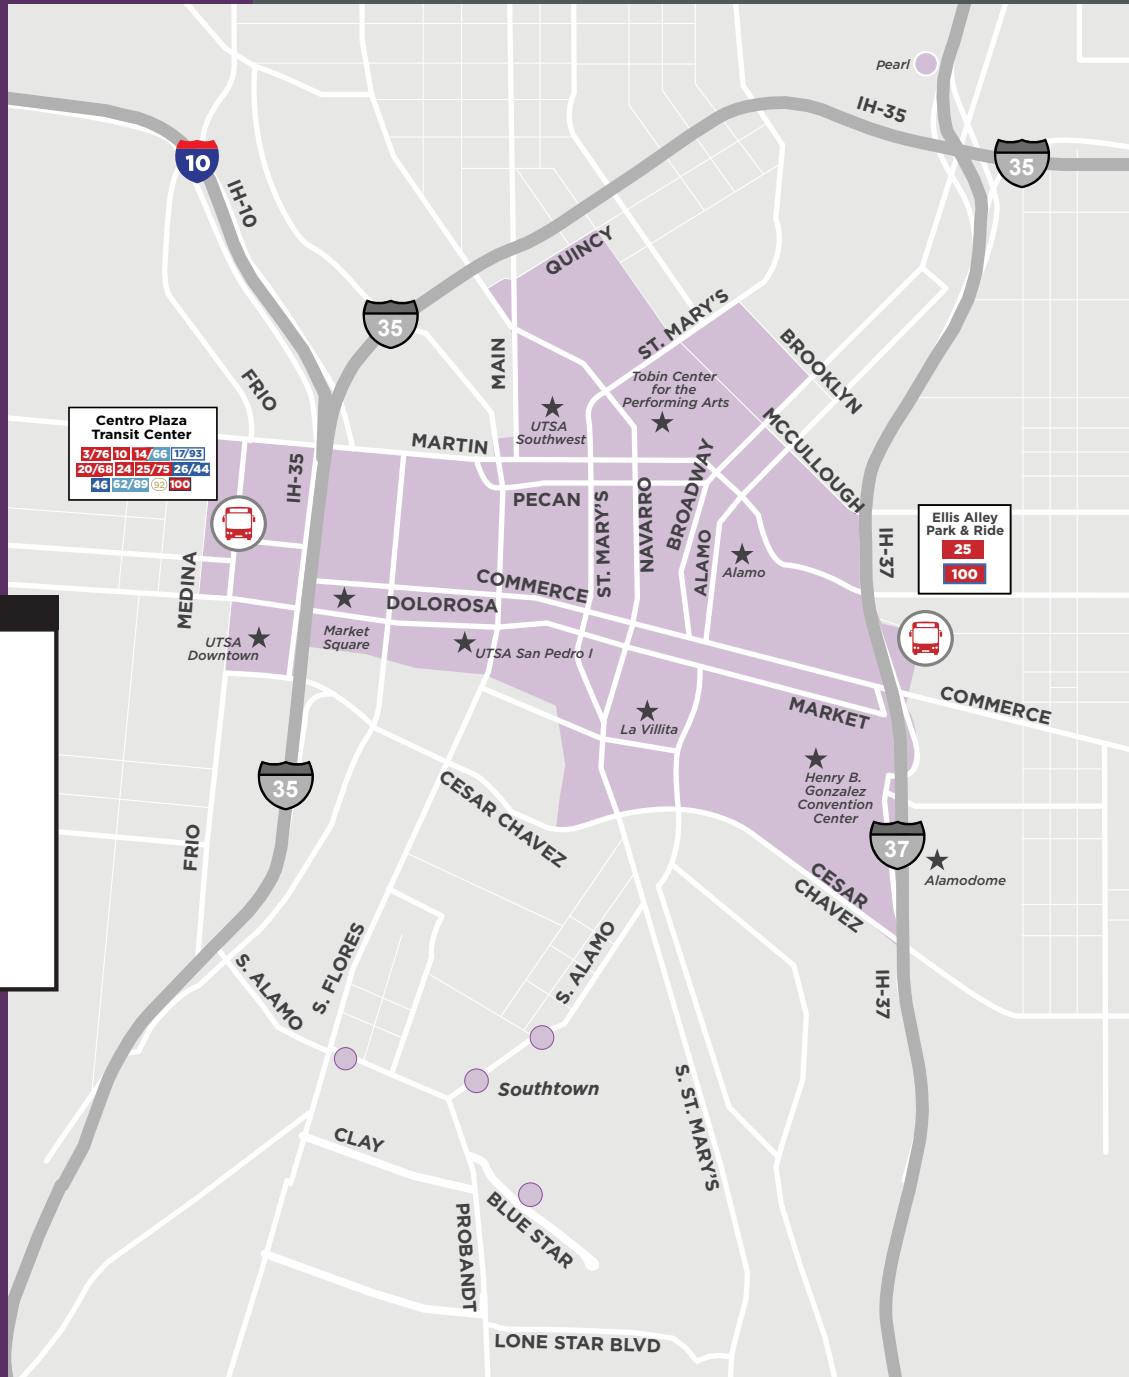 Pearl
IH-35
10
35
IH-10
QUINCY
35
ST. MARY'S
MAIN
BROOKLYN
FRIO
Tobin Center
for the
Performing Arts
UTSA
Southwest
MCCULLOUGH
Centro Plaza
Transit Center
3/76 10 14/66 17/93
20/68 24 25/75 26/44
46 62/89 92 100
MARTIN
IH-35
BROADWAY
PECAN
ST. MARY'S
NAVARRO
ALAMO
Alamo
IH-37
Ellis Alley
Park & Ride
25
100
MEDINA
COMMERCE
DOLOROSA
Market
Square
UTSA
Downtown
UTSA San Pedro I
La Villita
MARKET
COMMERCE
35
CESAR CHAVEZ
Henry B.
Gonzalez
Convention
Center
37
FRIO
Alamodome
CESAR
CHAVEZ
S. ALAMO
S. FLORES
S. ALAMO
IH-37
Southtown
S. ST. MARY'S
CLAY
BLUE STAR
PROBANDT
LONE STAR BLVD